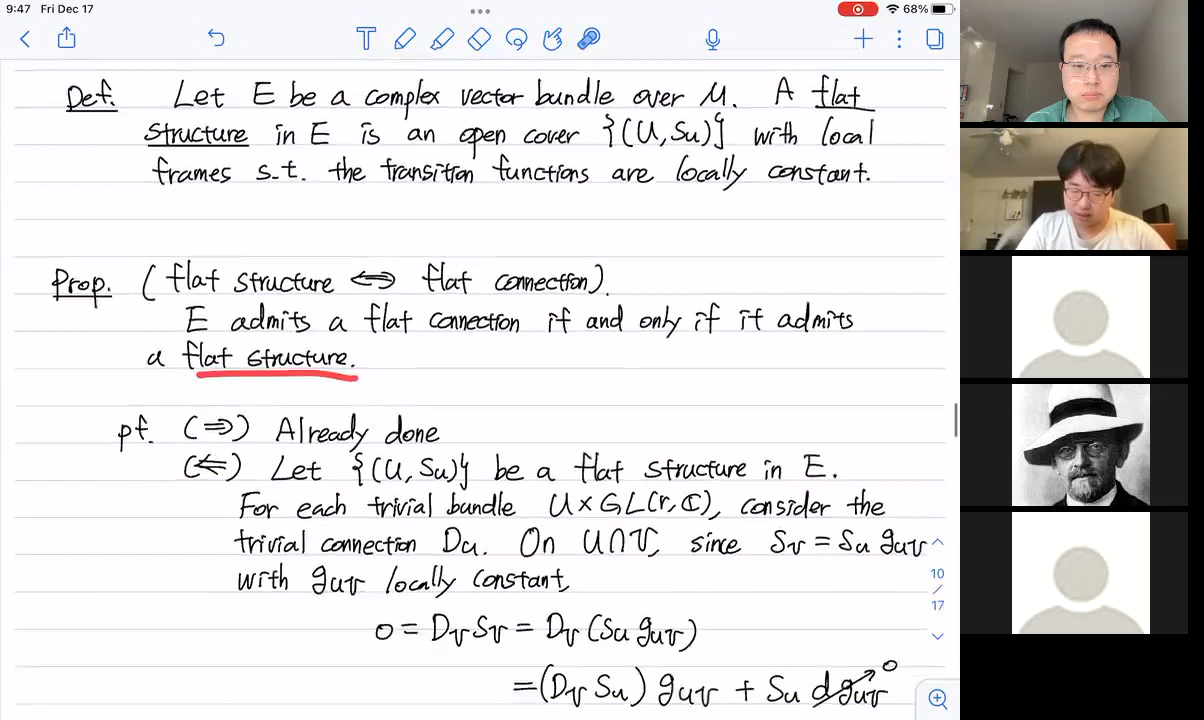 9:47 Fri Dec 17
68%
Def. Let E be a complex vector bundle over M. A flat
structure in E is an open cover {(U, S_U)} with local
frames s.t. the transition functions are locally constant.
Prop. (flat structure ⇔ flat connection).
E admits a flat connection if and only if it admits
a flat structure.
pf. (⇒) Already done
(⇐) Let {(U, S_U)} be a flat structure in E.
For each trivial bundle U×GL(r, ℂ), consider the
trivial connection D_U. On U∩V, since S_V = S_U g_UV
with g_UV locally constant,
0 = D_V S_V = D_V (S_U g_UV)
= (D_V S_U) g_UV + S_U dg_UV 0
10
/
17